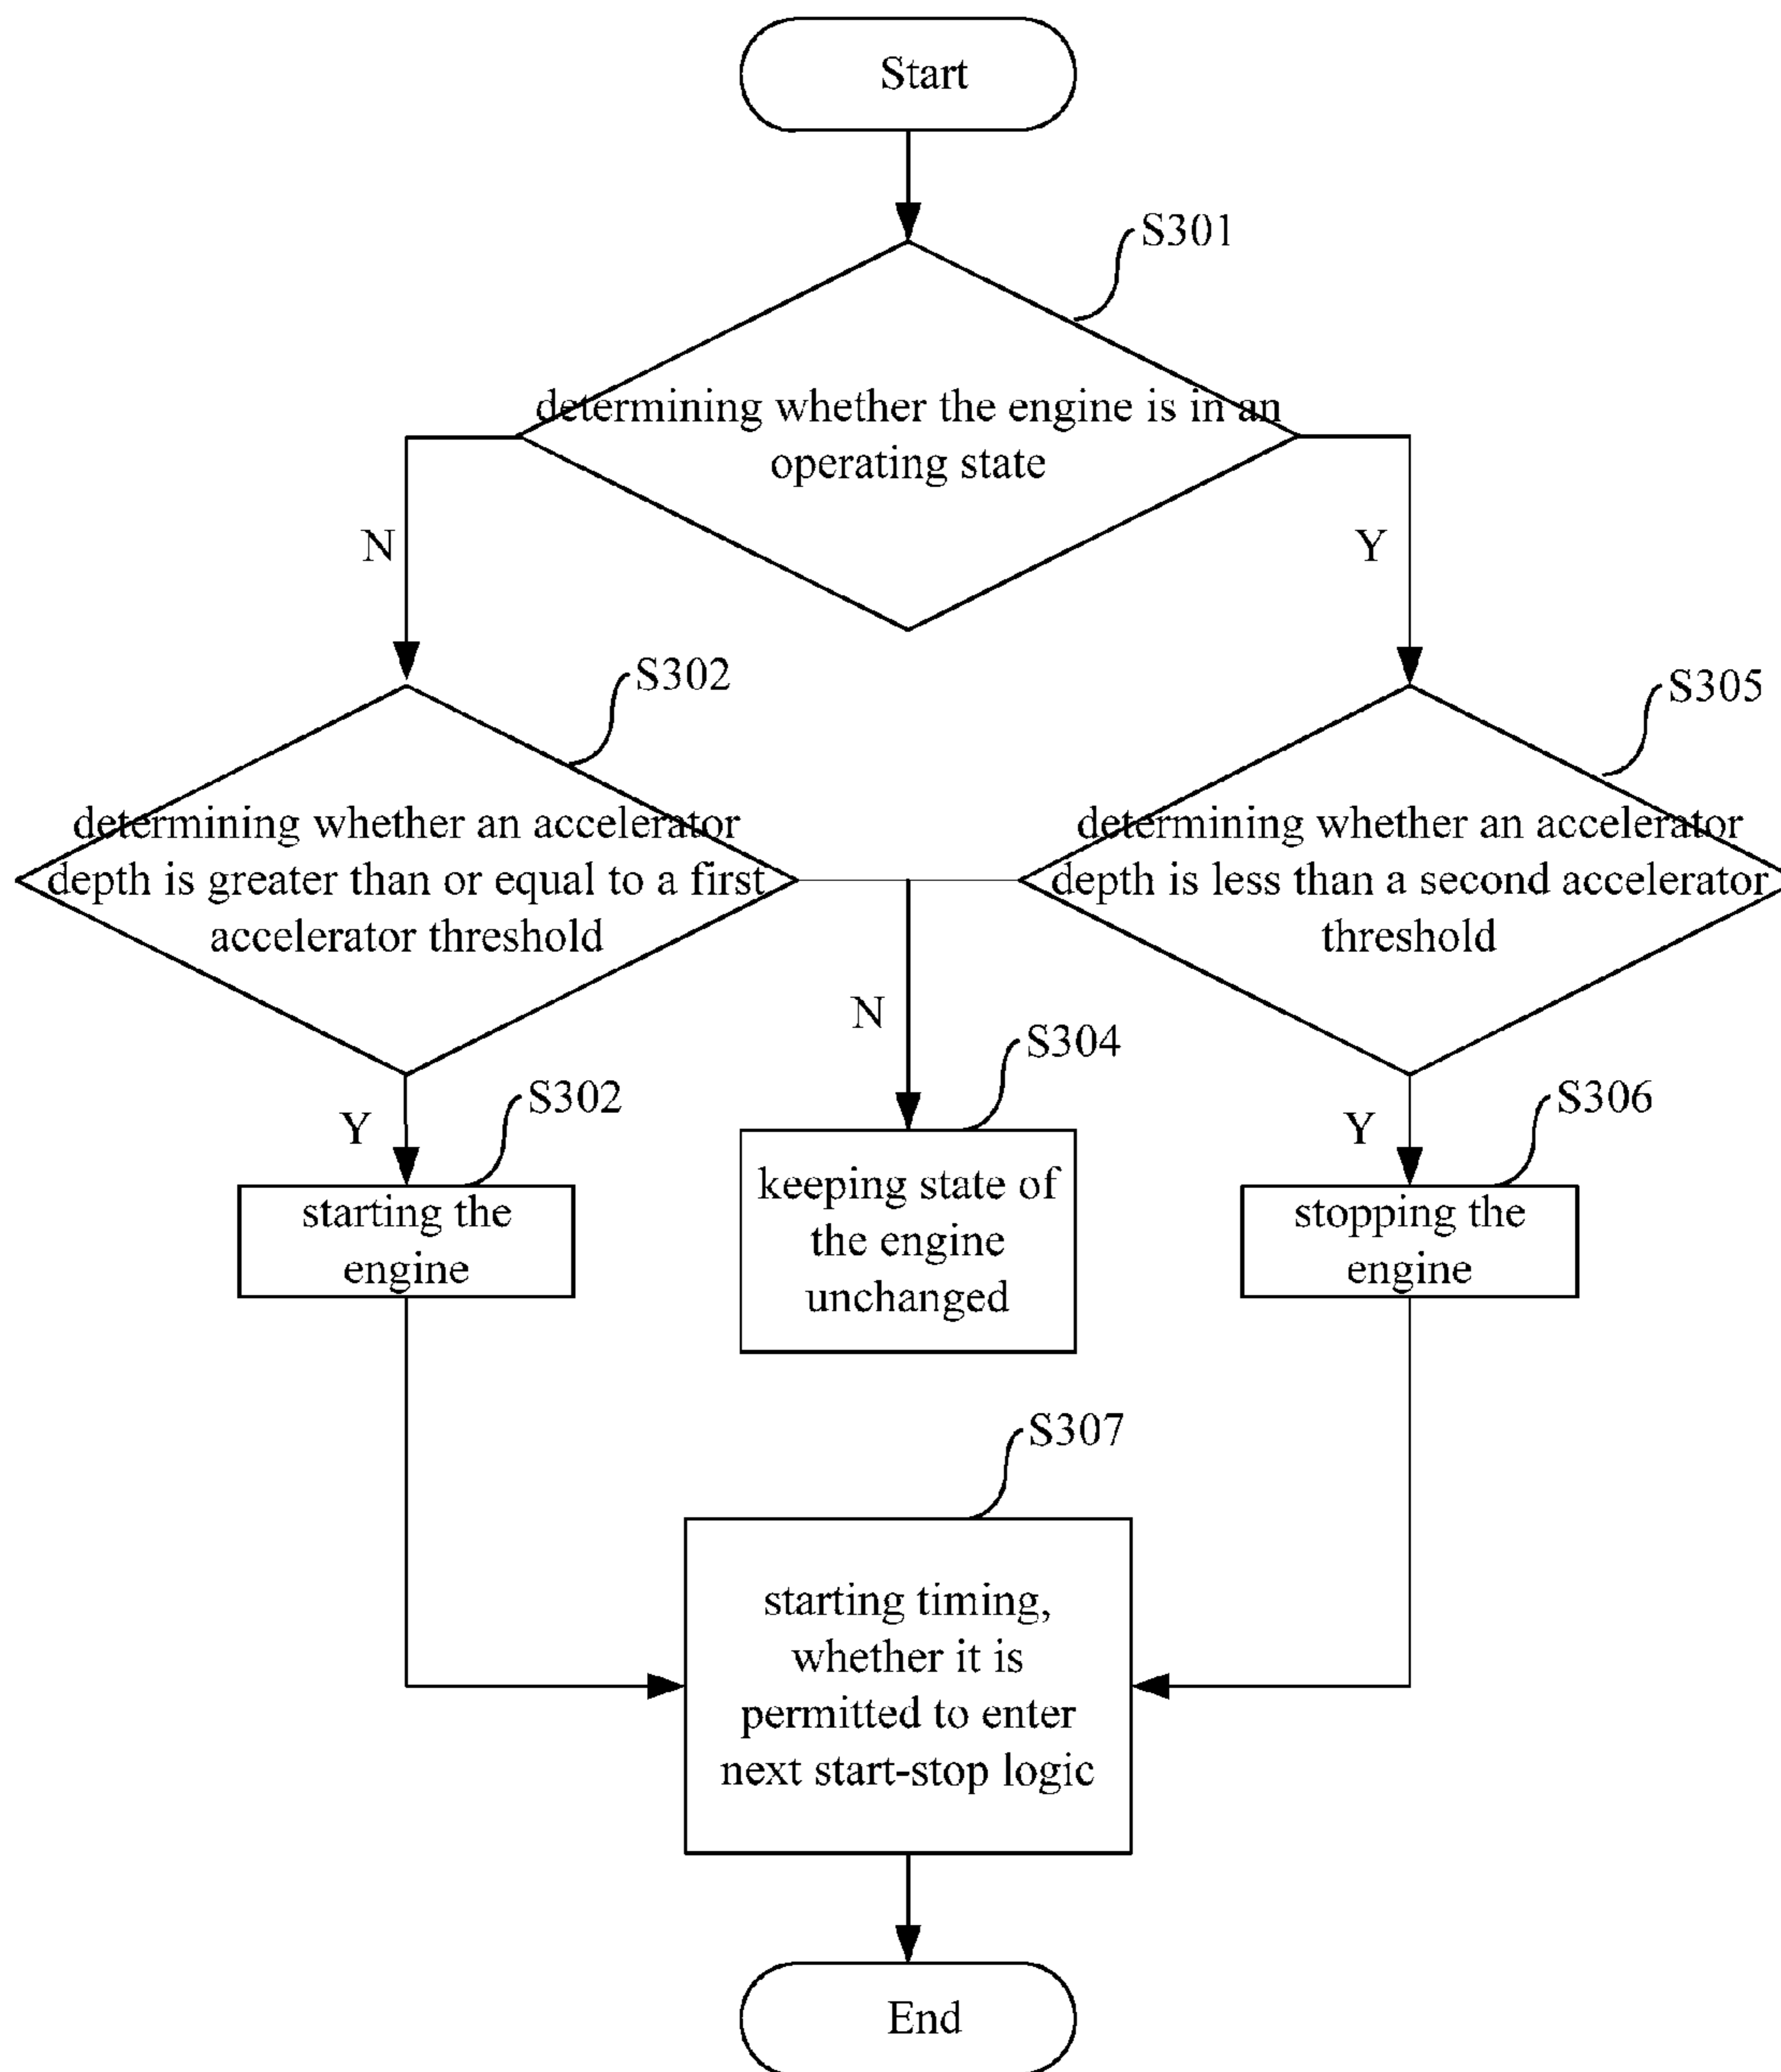 Start
S301
determining whether the engine is in an
operating state
N
Y
S302
S305
determining whether an accelerator
depth is greater than or equal to a first
accelerator threshold
determining whether an accelerator
depth is less than a second accelerator
threshold
N
S304
Y
S302
Y
S306
starting the
engine
keeping state of
the engine
unchanged
stopping the
engine
S307
starting timing,
whether it is
permitted to enter
next start-stop logic
End